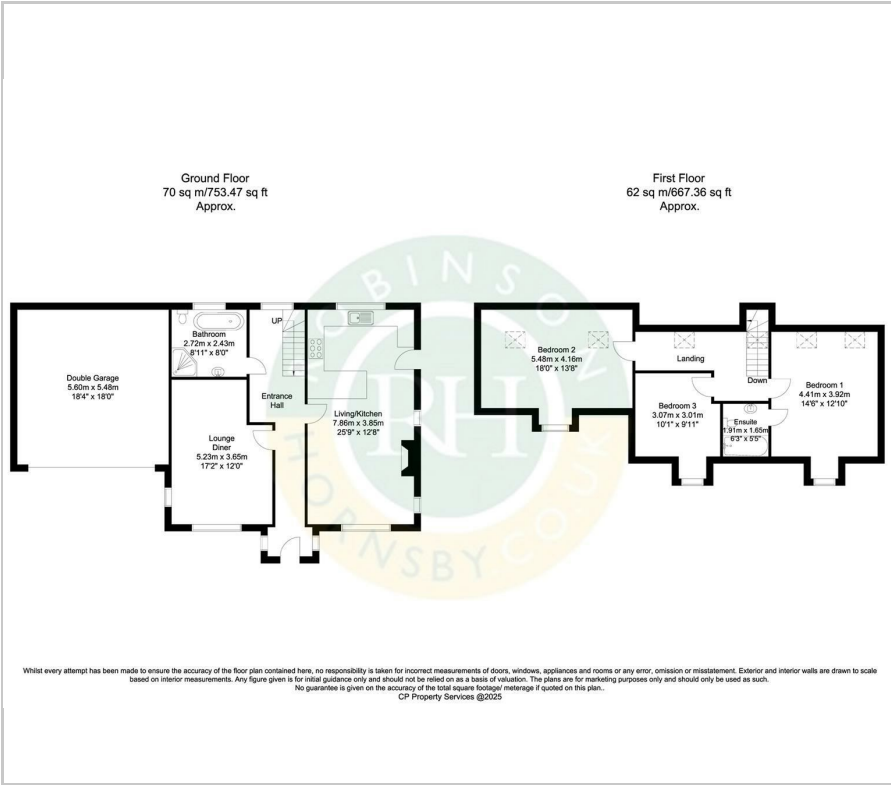 Ground Floor
70 sq m/753.47 sq ft
Approx.
First Floor
62 sq m/667.36 sq ft
Approx.
ROBINSON
HORNSBY.CO.UK
RH
Bathroom
2.72m x 2.43m
8'11" x 8'0"
UP
Double Garage
5.60m x 5.48m
18'4" x 18'0"
Entrance
Hall
Living/Kitchen
7.86m x 3.85m
25'9" x 12'8"
Lounge
Diner
5.23m x 3.65m
17'2" x 12'0"
Bedroom 2
5.48m x 4.16m
18'0" x 13'8"
Landing
Down
Bedroom 1
4.41m x 3.92m
14'6" x 12'10"
Bedroom 3
3.07m x 3.01m
10'1" x 9'11"
Ensuite
1.91m x 1.65m
6'3" x 5'5"
Whilst every attempt has been made to ensure the accuracy of the floor plan contained here, no responsibility is taken for incorrect measurements of doors, windows, appliances and rooms or any error, omission or misstatement. Exterior and interior walls are drawn to scale
based on interior measurements. Any figure given is for initial guidance only and should not be relied on as a basis of valuation. The plans are for marketing purposes only and should only be used as such.
No guarantee is given on the accuracy of the total square footage/ meterage if quoted on this plan..
CP Property Services @2025